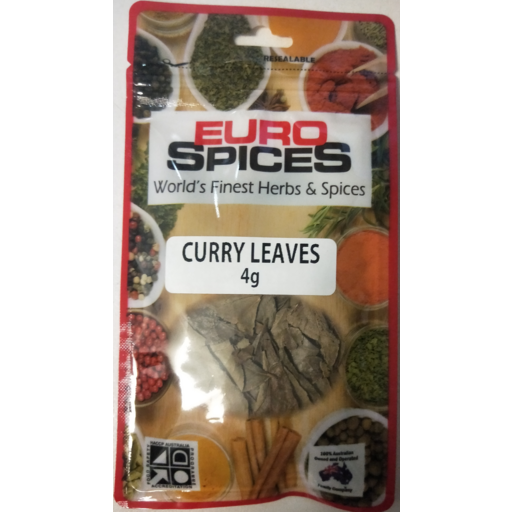 RESEALABLE
EURO
SPICES
World's Finest Herbs & Spices
CURRY LEAVES
4g
100% Australian
Owned and Operated